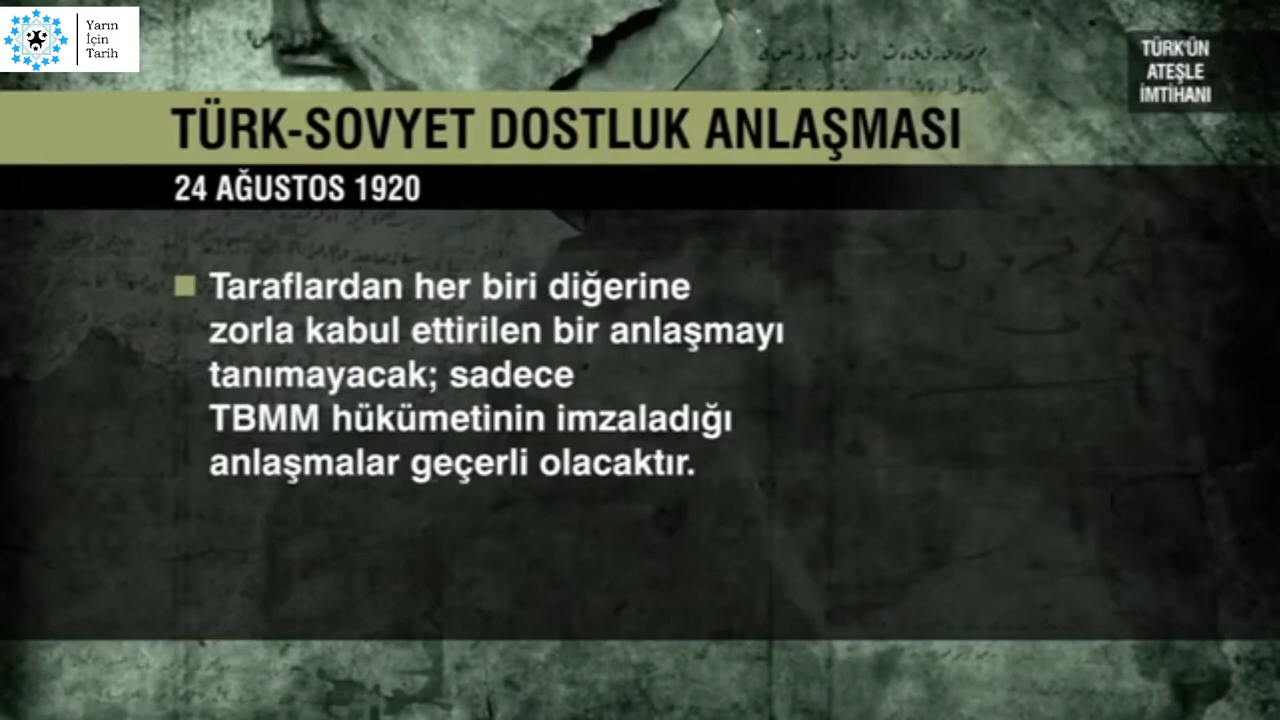 Yarın
İçin
Tarih
TÜRK'ÜN
ATEŞLE
İMTİHANI
TÜRK-SOVYET DOSTLUK ANLAŞMASI
24 AĞUSTOS 1920
Taraflardan her biri diğerine
zorla kabul ettirilen bir anlaşmayı
tanımayacak; sadece
TBMM hükümetinin imzaladığı
anlaşmalar geçerli olacaktır.